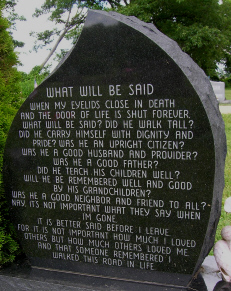 WHAT WILL BE SAID
WHEN MY EYELIDS CLOSE IN DEATH
AND THE DOOR OF LIFE IS SHUT FOREVER,
WHAT WILL BE SAID? DID HE WALK TALL?
DID HE CARRY HIMSELF WITH DIGNITY AND
PRIDE? WAS HE AN UPRIGHT CITIZEN?
WAS HE A GOOD HUSBAND AND PROVIDER?
WAS HE A GOOD FATHER?
DID HE TEACH HIS CHILDREN WELL?
WILL HE BE REMEMBERED WELL AND GOOD
BY HIS GRANDCHILDREN?
WAS HE A GOOD NEIGHBOR AND FRIEND TO ALL?-
NAY, IT'S NOT IMPORTANT WHAT THEY SAY WHEN
I'M GONE.
IT IS BETTER SAID BEFORE I LEAVE,
FOR IT IS NOT IMPORTANT HOW MUCH I LOVED
OTHERS BUT HOW MUCH OTHERS LOVED ME
AND THAT SOMEONE REMEMBERED I
WALKED THIS ROAD IN LIFE.